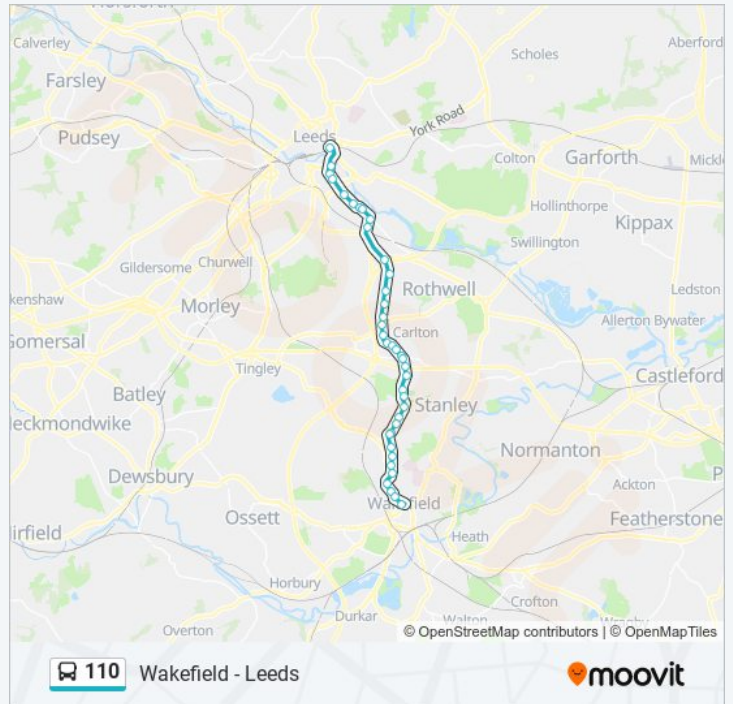 Calverley
Scholes
Aberford
Farsley
York Road
Leeds
Pudsey
Colton
Garforth
Hollinthorpe
Kippax
Swillington
Gildersome
Churwell
Ledston
Rothwell
Morley
Allerton Bywater
Carlton
Tingley
Castleford
Batley
Stanley
Normanton
Dewsbury
Ackton
Ossett
Featherstone
Heath
Horbury
Crofton
Durkar
Walton
Overton
© OpenStreetMap contributors | © OpenMapTiles
110 Wakefield - Leeds
moovit